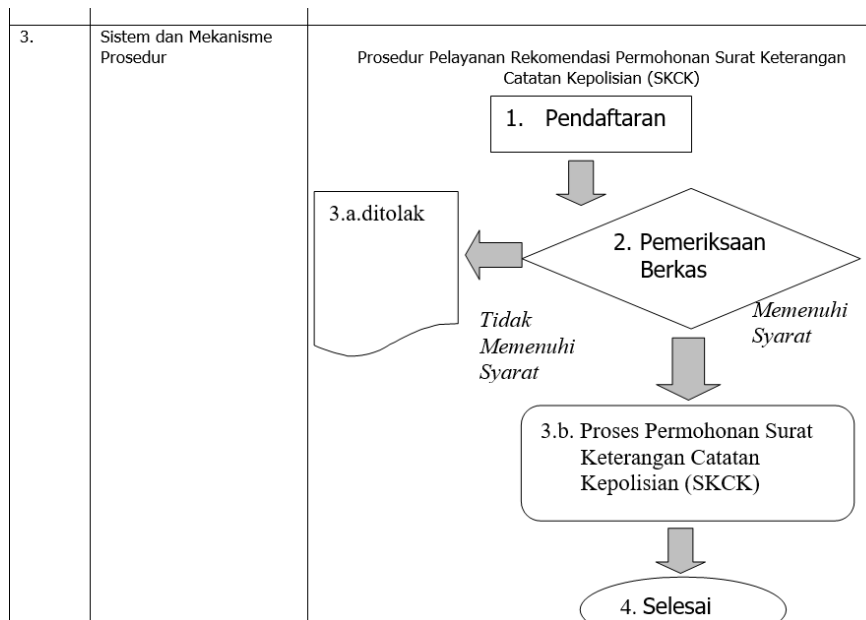 3.
Sistem dan Mekanisme
Prosedur
Prosedur Pelayanan Rekomendasi Permohonan Surat Keterangan
Catatan Kepolisian (SKCK)
1. Pendaftaran
3.a.ditolak
2. Pemeriksaan
Berkas
Tidak
Memenuhi
Syarat
Memenuhi
Syarat
3.b. Proses Permohonan Surat
Keterangan Catatan
Kepolisian (SKCK)
4. Selesai